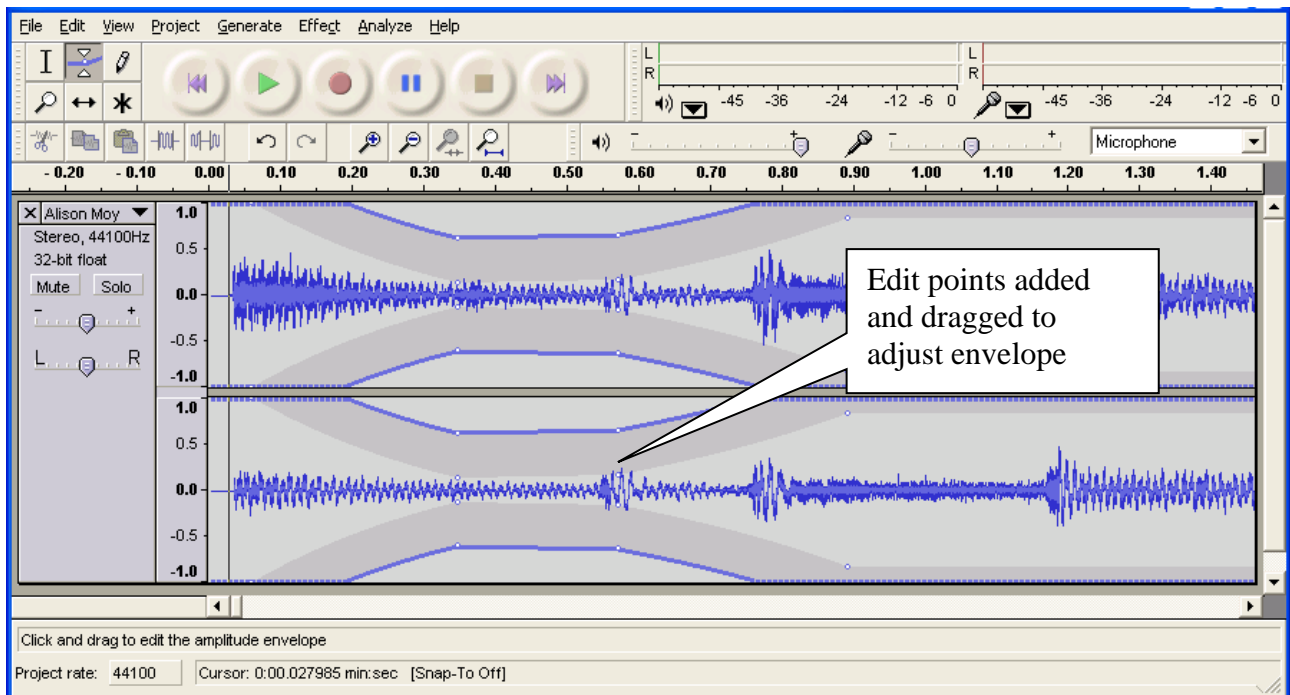 File Edit View Project Generate Effect Analyze Help
L
R
-45 -36 -24 -12 -6 0
L
R
-45 -36 -24 -12 -6 0
- +
- +
Microphone
- 0.20 - 0.10 0.00 0.10 0.20 0.30 0.40 0.50 0.60 0.70 0.80 0.90 1.00 1.10 1.20 1.30 1.40
X Alison Moy
Stereo, 44100Hz
32-bit float
Mute Solo
- +
L R
1.0
0.5
0.0
-0.5
-1.0
1.0
0.5
0.0
-0.5
-1.0
Edit points added
and dragged to
adjust envelope
Click and drag to edit the amplitude envelope
Project rate: 44100 Cursor: 0:00.027985 min:sec [Snap-To Off]